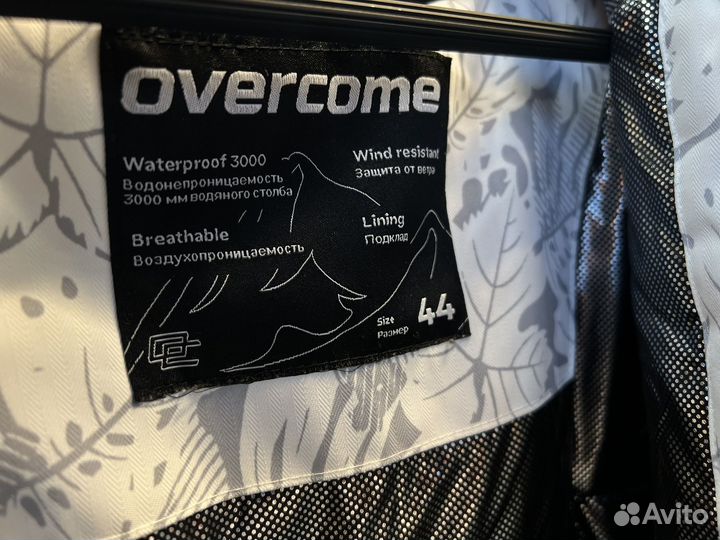 overcome
Waterproof 3000
Водонепроницаемость
3000 мм водяного столба
Wind resistant
Защита от ветра
Breathable
Воздухопроницаемость
Lining
Подклад
Size
Размер
44
Avito